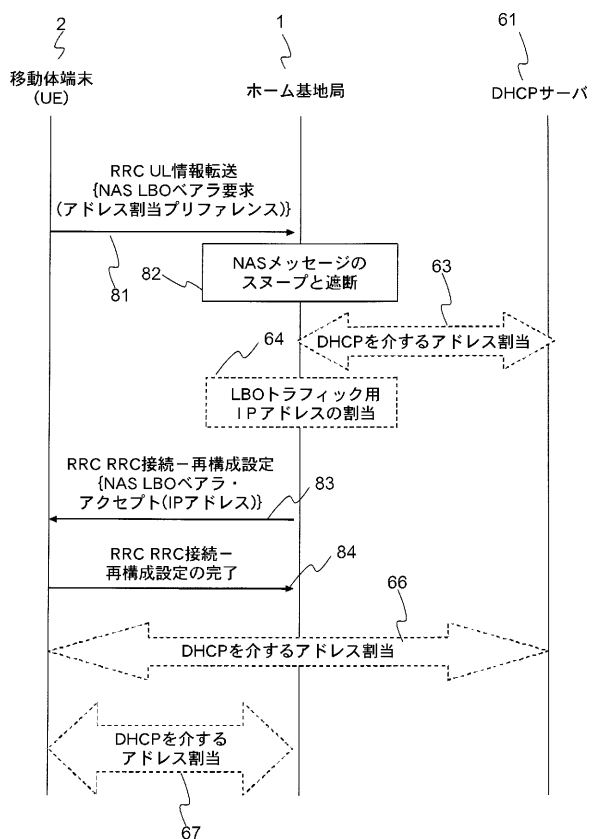 2
1
61
移動体端末
(UE)
ホーム基地局
DHCPサーバ
RRC UL情報転送
{NAS LBOベアラ要求
(アドレス割当プリファレンス)}
81
82
NASメッセージの
スヌープと遮断
63
DHCPを介するアドレス割当
64
LBOトラフィック用
IPアドレスの割当
RRC RRC接続－再構成設定
{NAS LBOベアラ・
アクセプト(IPアドレス)}
83
RRC RRC接続－
再構成設定の完了
84
66
DHCPを介するアドレス割当
DHCPを介する
アドレス割当
67